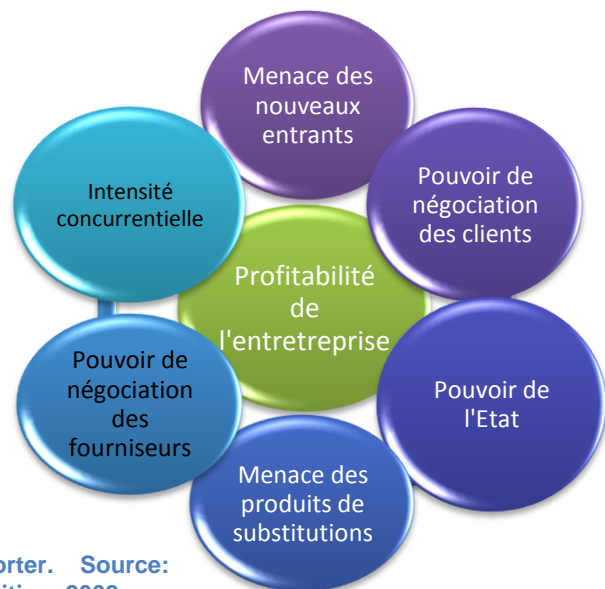 Menace des
nouveaux
entrants
Pouvoir de
négociation
des clients
Pouvoir de
l'Etat
Menace des
produits de
substitutions
Pouvoir de
négociation
des
fourniseurs
Intensité
concurrentielle
Profitabilité
de
l'entretreprise
orter. Source: